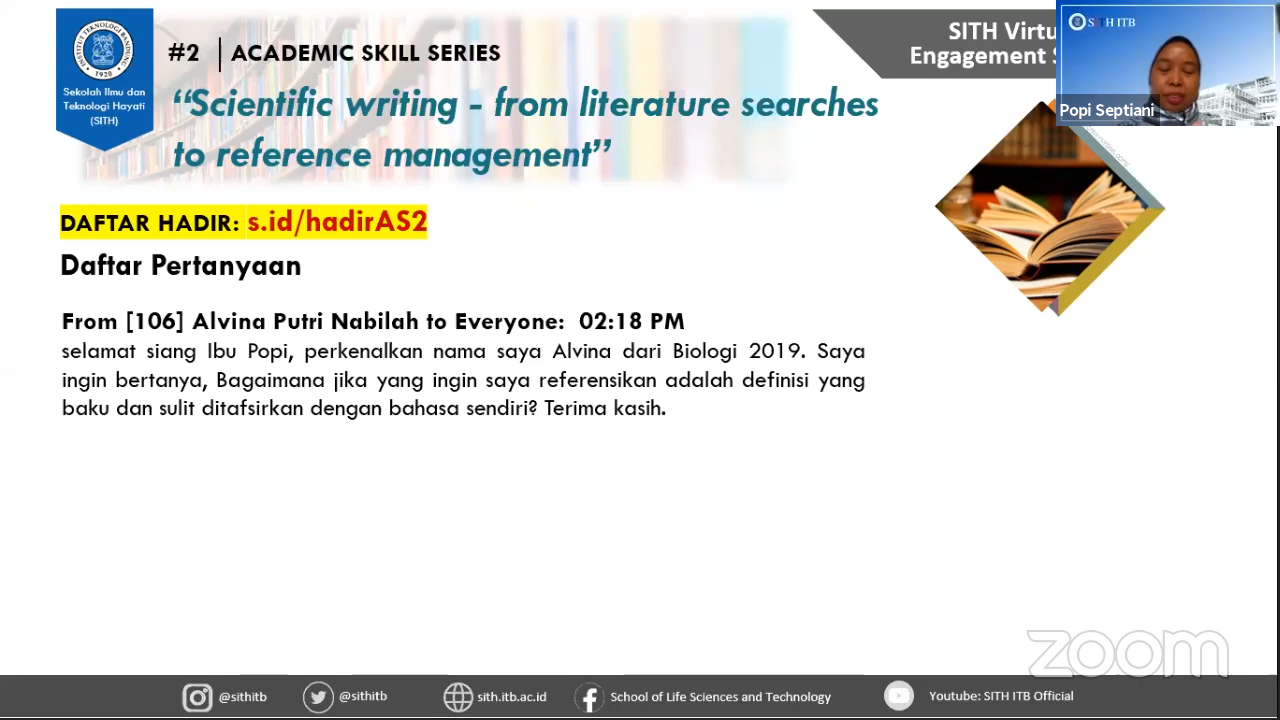 INSTITUT TEKNOLOGI BANDUNG
1920
Sekolah Ilmu dan
Teknologi Hayati
(SITH)
#2 | ACADEMIC SKILL SERIES
“Scientific writing - from literature searches
to reference management”
SITH Virtu
Engagement S
SITH ITB
Popi Septiani
DAFTAR HADIR: s.id/hadirAS2
Daftar Pertanyaan
From [106] Alvina Putri Nabilah to Everyone: 02:18 PM
selamat siang Ibu Popi, perkenalkan nama saya Alvina dari Biologi 2019. Saya
ingin bertanya, Bagaimana jika yang ingin saya referensikan adalah definisi yang
baku dan sulit ditafsirkan dengan bahasa sendiri? Terima kasih.
zoom
@sithitb
@sithitb
sith.itb.ac.id
School of Life Sciences and Technology
Youtube: SITH ITB Official